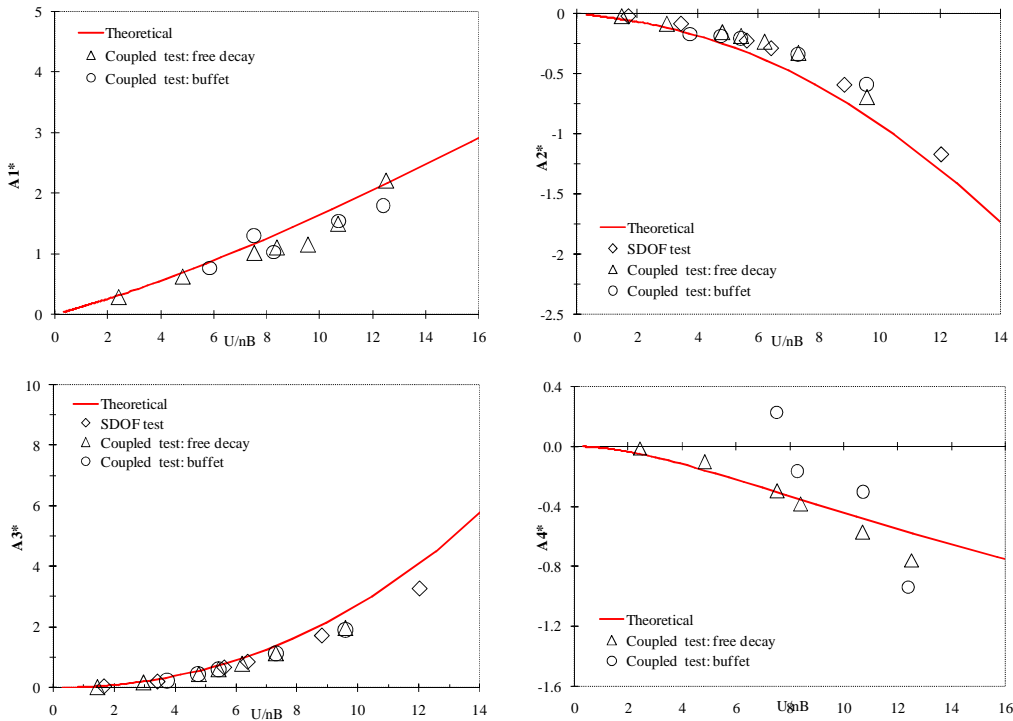 5
4
3
2
1
0
A1*
Theoretical
Coupled test: free decay
Coupled test: buffet
0 2 4 6 8 10 12 14 16
U/nB
0
-0.5
-1
-1.5
-2
-2.5
A2*
Theoretical
SDOF test
Coupled test: free decay
Coupled test: buffet
0 2 4 6 8 10 12 14
U/nB
10
8
6
4
2
0
A3*
Theoretical
SDOF test
Coupled test: free decay
Coupled test: buffet
0 2 4 6 8 10 12 14
U/nB
0.4
0.0
-0.4
-0.8
-1.2
-1.6
A4*
Theoretical
Coupled test: free decay
Coupled test: buffet
0 2 4 6 8 10 12 14 16
U/nB